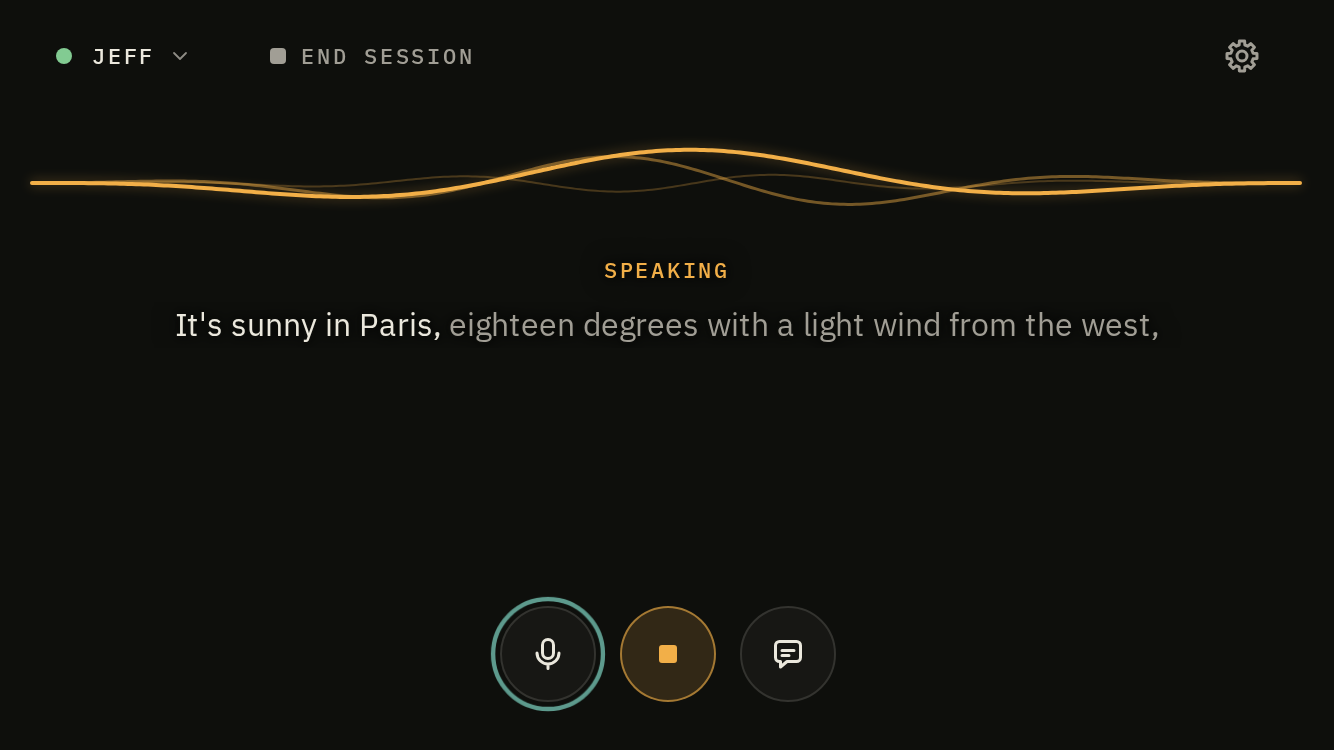 JEFF
END SESSION
SPEAKING
It's sunny in Paris, eighteen degrees with a light wind from the west,